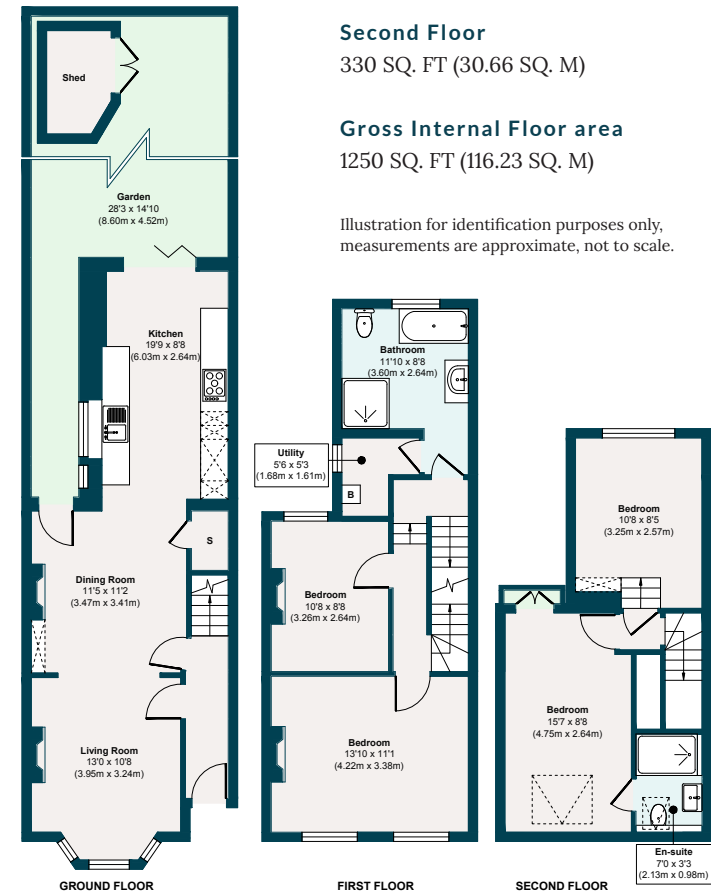 Second Floor
330 SQ. FT (30.66 SQ. M)
Gross Internal Floor area
1250 SQ. FT (116.23 SQ. M)
Illustration for identification purposes only,
measurements are approximate, not to scale.
Shed
Garden
28'3 x 14'10
(8.60m x 4.52m)
Kitchen
19'9 x 8'8
(6.03m x 2.64m)
S
Dining Room
11'5 x 11'2
(3.47m x 3.41m)
Living Room
13'0 x 10'8
(3.95m x 3.24m)
GROUND FLOOR
Bathroom
11'10 x 8'8
(3.60m x 2.64m)
Utility
5'6 x 5'3
(1.68m x 1.61m)
B
Bedroom
10'8 x 8'8
(3.26m x 2.64m)
Bedroom
13'10 x 11'1
(4.22m x 3.38m)
FIRST FLOOR
Bedroom
10'8 x 8'5
(3.25m x 2.57m)
Bedroom
15'7 x 8'8
(4.75m x 2.64m)
En-suite
7'0 x 3'3
(2.13m x 0.98m)
SECOND FLOOR